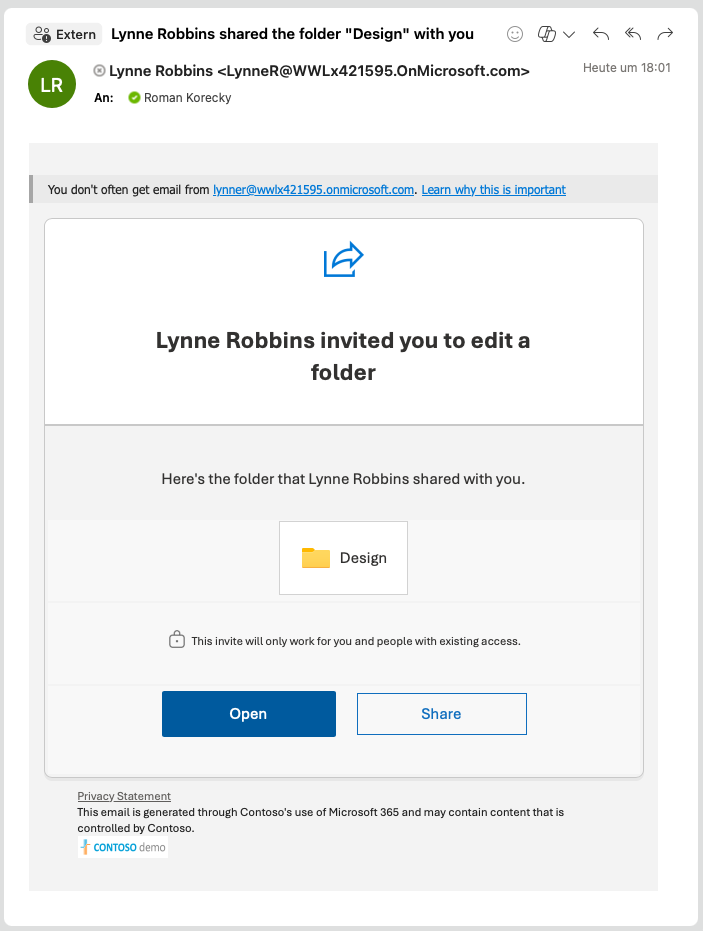 Extern Lynne Robbins shared the folder "Design" with you
LR
Lynne Robbins <LynneR@WWLx421595.OnMicrosoft.com>
Heute um 18:01
An: Roman Korecky
You don't often get email from lynner@wwlx421595.onmicrosoft.com. Learn why this is important
Lynne Robbins invited you to edit a
folder
Here's the folder that Lynne Robbins shared with you.
Design
This invite will only work for you and people with existing access.
Open
Share
Privacy Statement
This email is generated through Contoso's use of Microsoft 365 and may contain content that is
controlled by Contoso.
CONTOSO demo